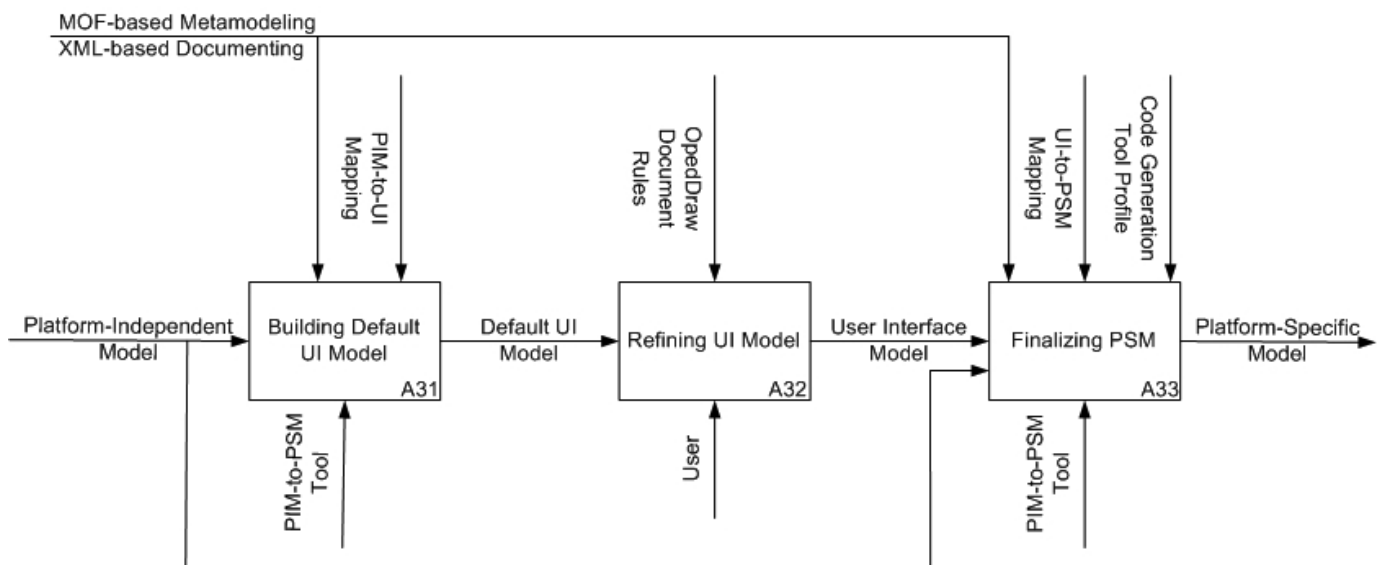 MOF-based Metamodeling
XML-based Documenting
PIM-to-UI
Mapping
OpedDraw
Document
Rules
UI-to-PSM
Mapping
Code Generation
Tool Profile
Platform-Independent
Model
Building Default
UI Model
A31
Default UI
Model
Refining UI Model
A32
User Interface
Model
Finalizing PSM
A33
Platform-Specific
Model
PIM-to-PSM
Tool
User
PIM-to-PSM
Tool